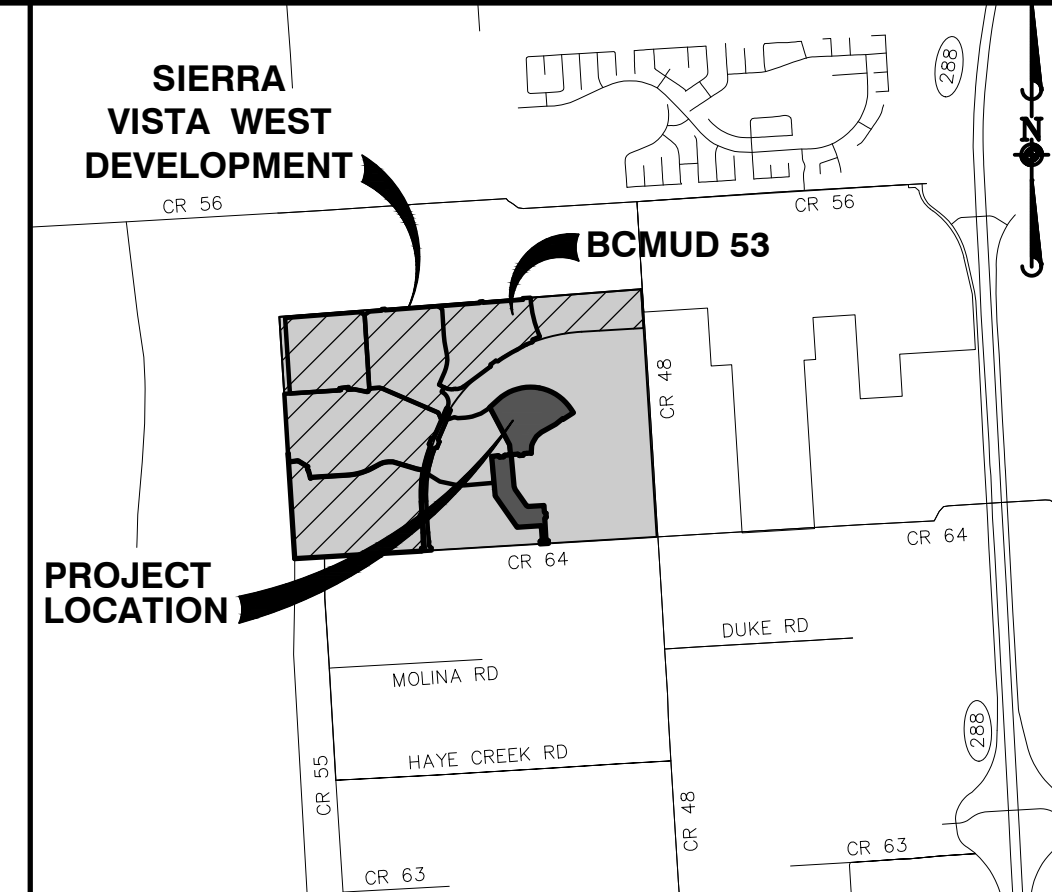 SIERRA
VISTA WEST
DEVELOPMENT
288
N
CR 56
CR 56
BCMUD 53
CR 48
CR 64
CR 64
PROJECT
LOCATION
DUKE RD
MOLINA RD
288
HAYE CREEK RD
CR 55
CR 48
CR 63
CR 63